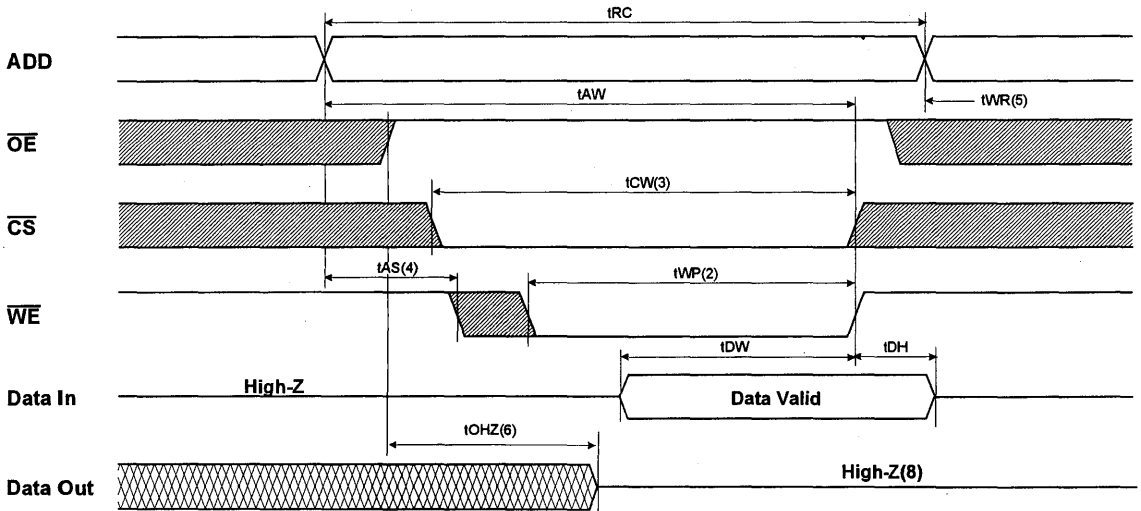 tRC
ADD
tAW
tWR(5)
OE
tCW(3)
CS
tAS(4)
tWP(2)
WE
tDW
tDH
High-Z
Data In
Data Valid
tOHZ(6)
High-Z(8)
Data Out